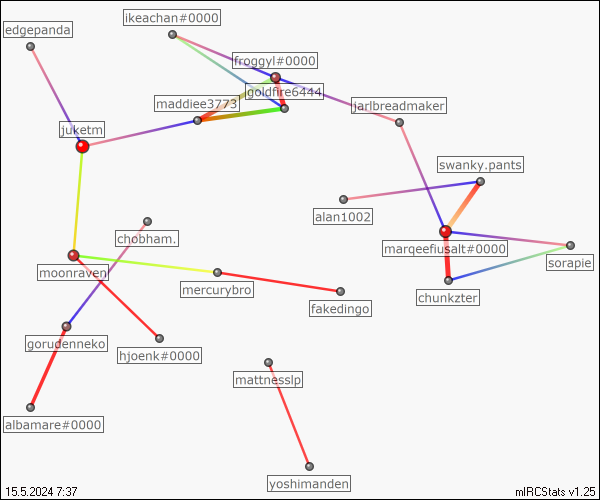 ikeachan#0000
edgepanda
froggyl#0000
goldfire6444
maddiee3773
jarlbreadmaker
juketm
swanky.pants
alan1002
chobham.
marqeefiusalt#0000
sorapie
moonraven
mercurybro
chunkzter
fakedingo
gorudenneko
hjoenk#0000
mattnesslp
albamare#0000
yoshimanden
15.5.2024 7:37
mIRCStats v1.25